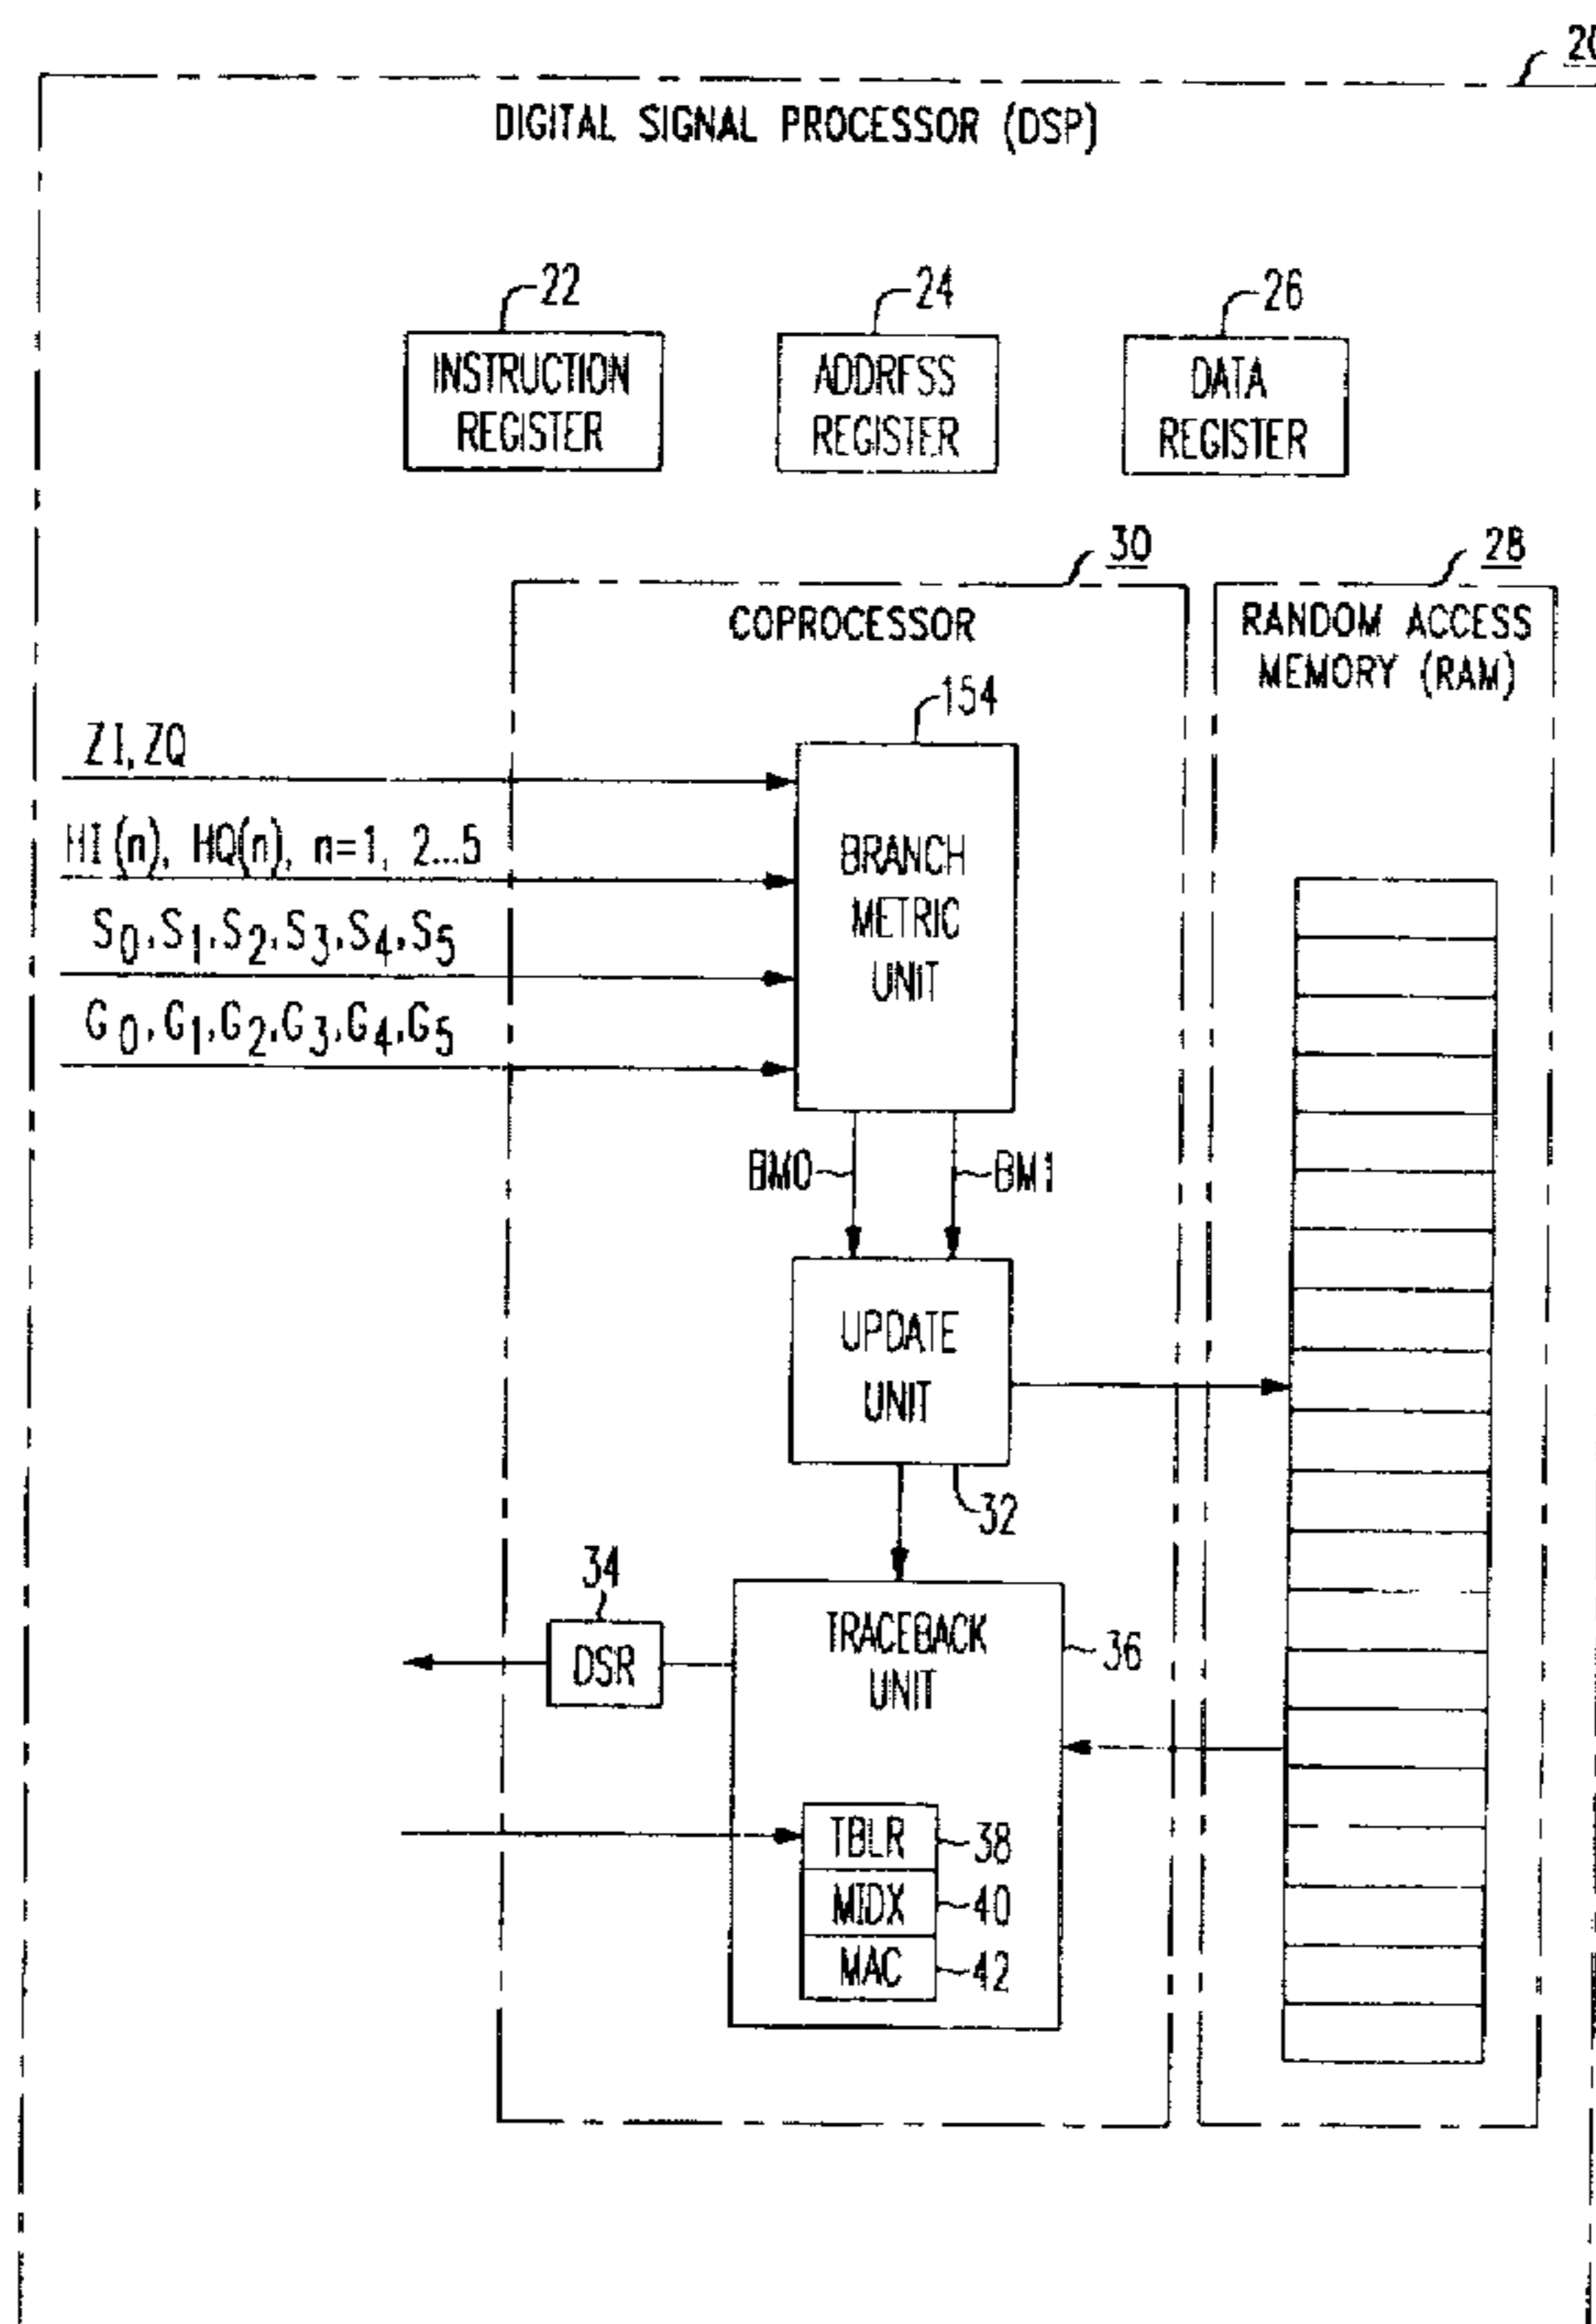 20
DIGITAL SIGNAL PROCESSOR (DSP)
22
24
26
INSTRUCTION
REGISTER
ADDRESS
REGISTER
DATA
REGISTER
30
28
COPROCESSOR
RANDOM ACCESS
MEMORY (RAM)
154
ZI, ZQ
HI(n), HQ(n), n=1, 2...5
S0, S1, S2, S3, S4, S5
G0, G1, G2, G3, G4, G5
BRANCH
METRIC
UNIT
BM0
BM1
UPDATE
UNIT
32
34
DSR
TRACEBACK
UNIT
36
TBLR
38
MIDX
40
MAC
42